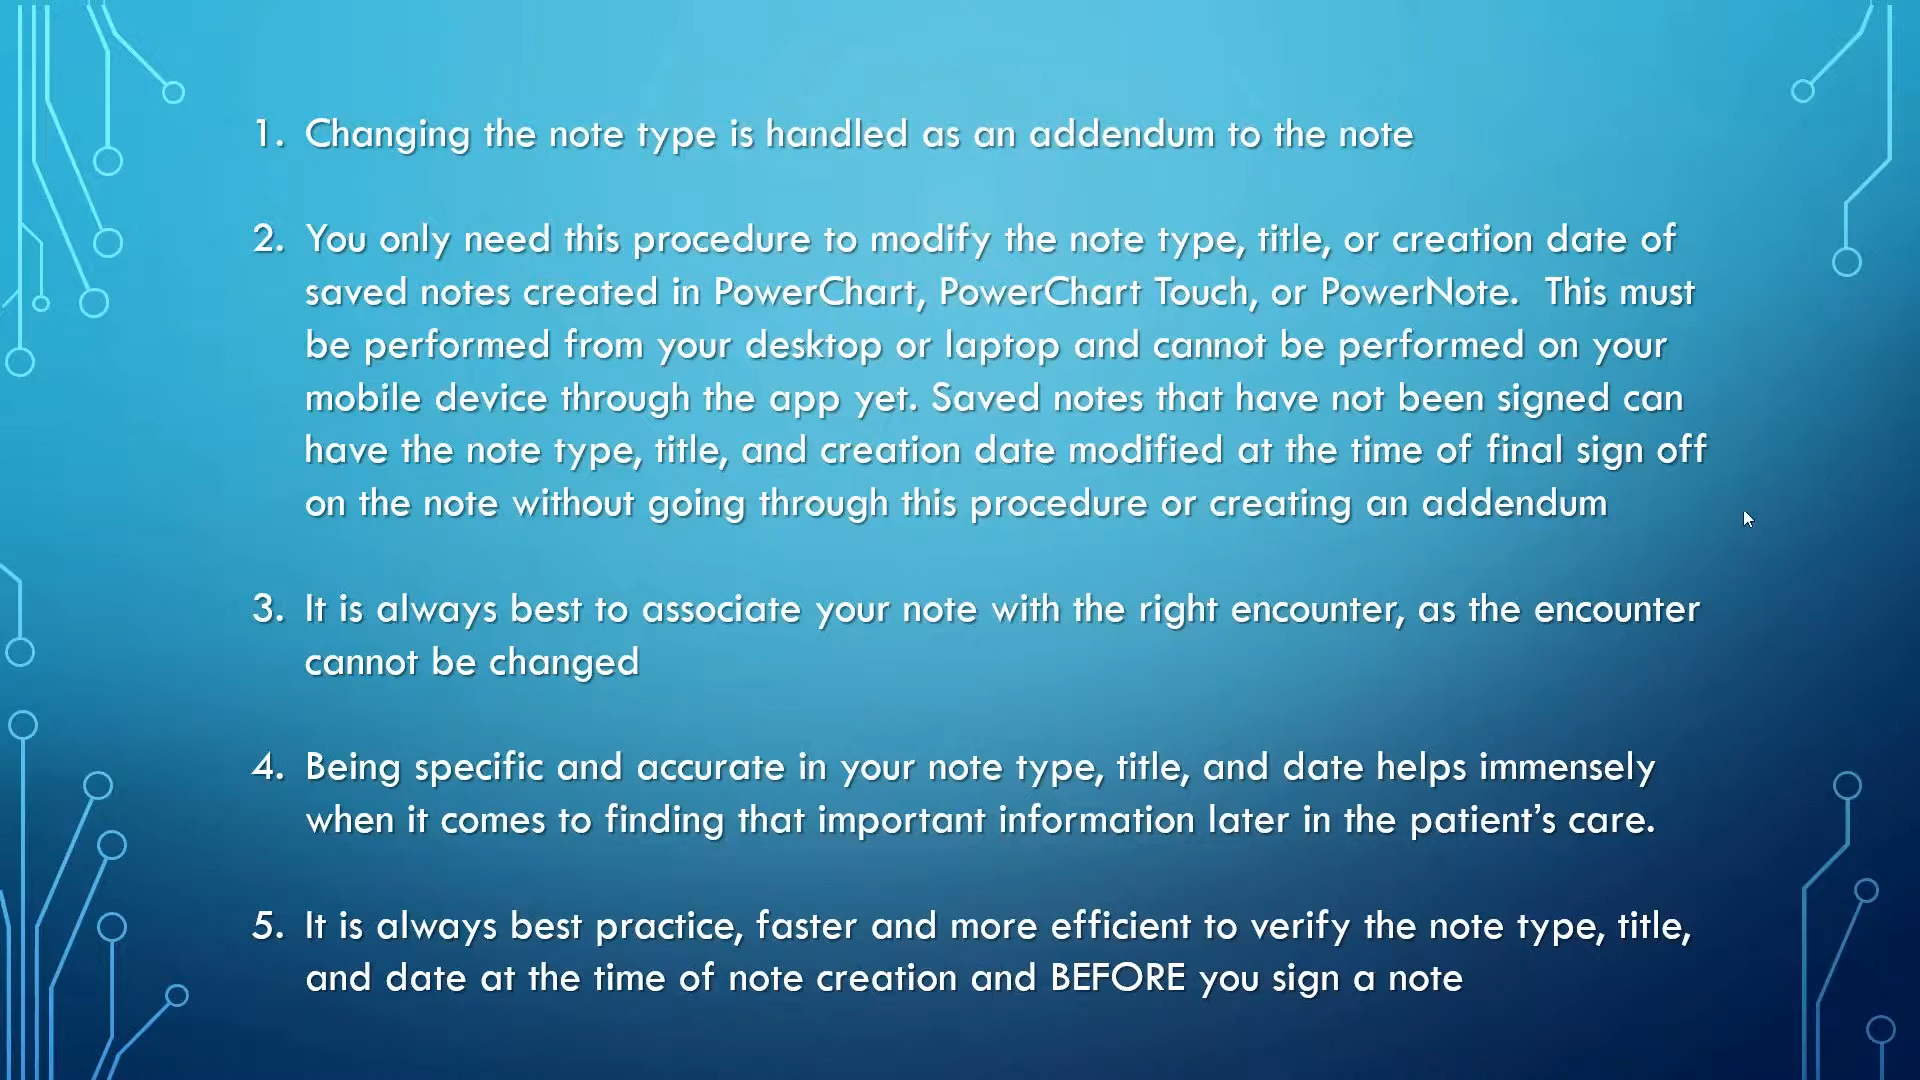 1. Changing the note type is handled as an addendum to the note
2. You only need this procedure to modify the note type, title, or creation date of
saved notes created in PowerChart, PowerChart Touch, or PowerNote.  This must
be performed from your desktop or laptop and cannot be performed on your
mobile device through the app yet. Saved notes that have not been signed can
have the note type, title, and creation date modified at the time of final sign off
on the note without going through this procedure or creating an addendum
3. It is always best to associate your note with the right encounter, as the encounter
cannot be changed
4. Being specific and accurate in your note type, title, and date helps immensely
when it comes to finding that important information later in the patient’s care.
5. It is always best practice, faster and more efficient to verify the note type, title,
and date at the time of note creation and BEFORE you sign a note